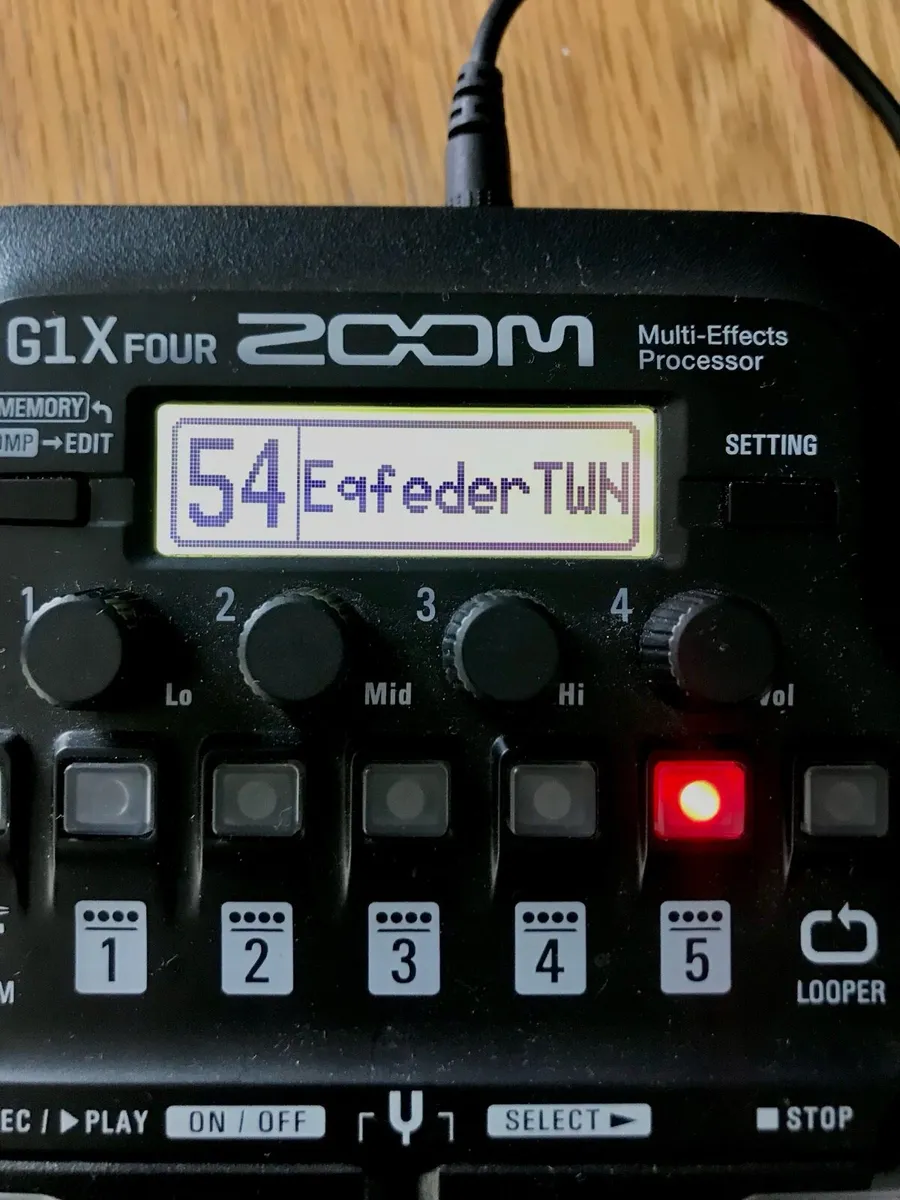 G1X FOUR ZOOM Multi-Effects
Processor
MEMORY
→EDIT
SETTING
54 EqfederTWN
1 2 3 4
Lo Mid Hi Vol
1 2 3 4 5
LOOPER
/ ▶PLAY ON / OFF SELECT ► ■ STOP